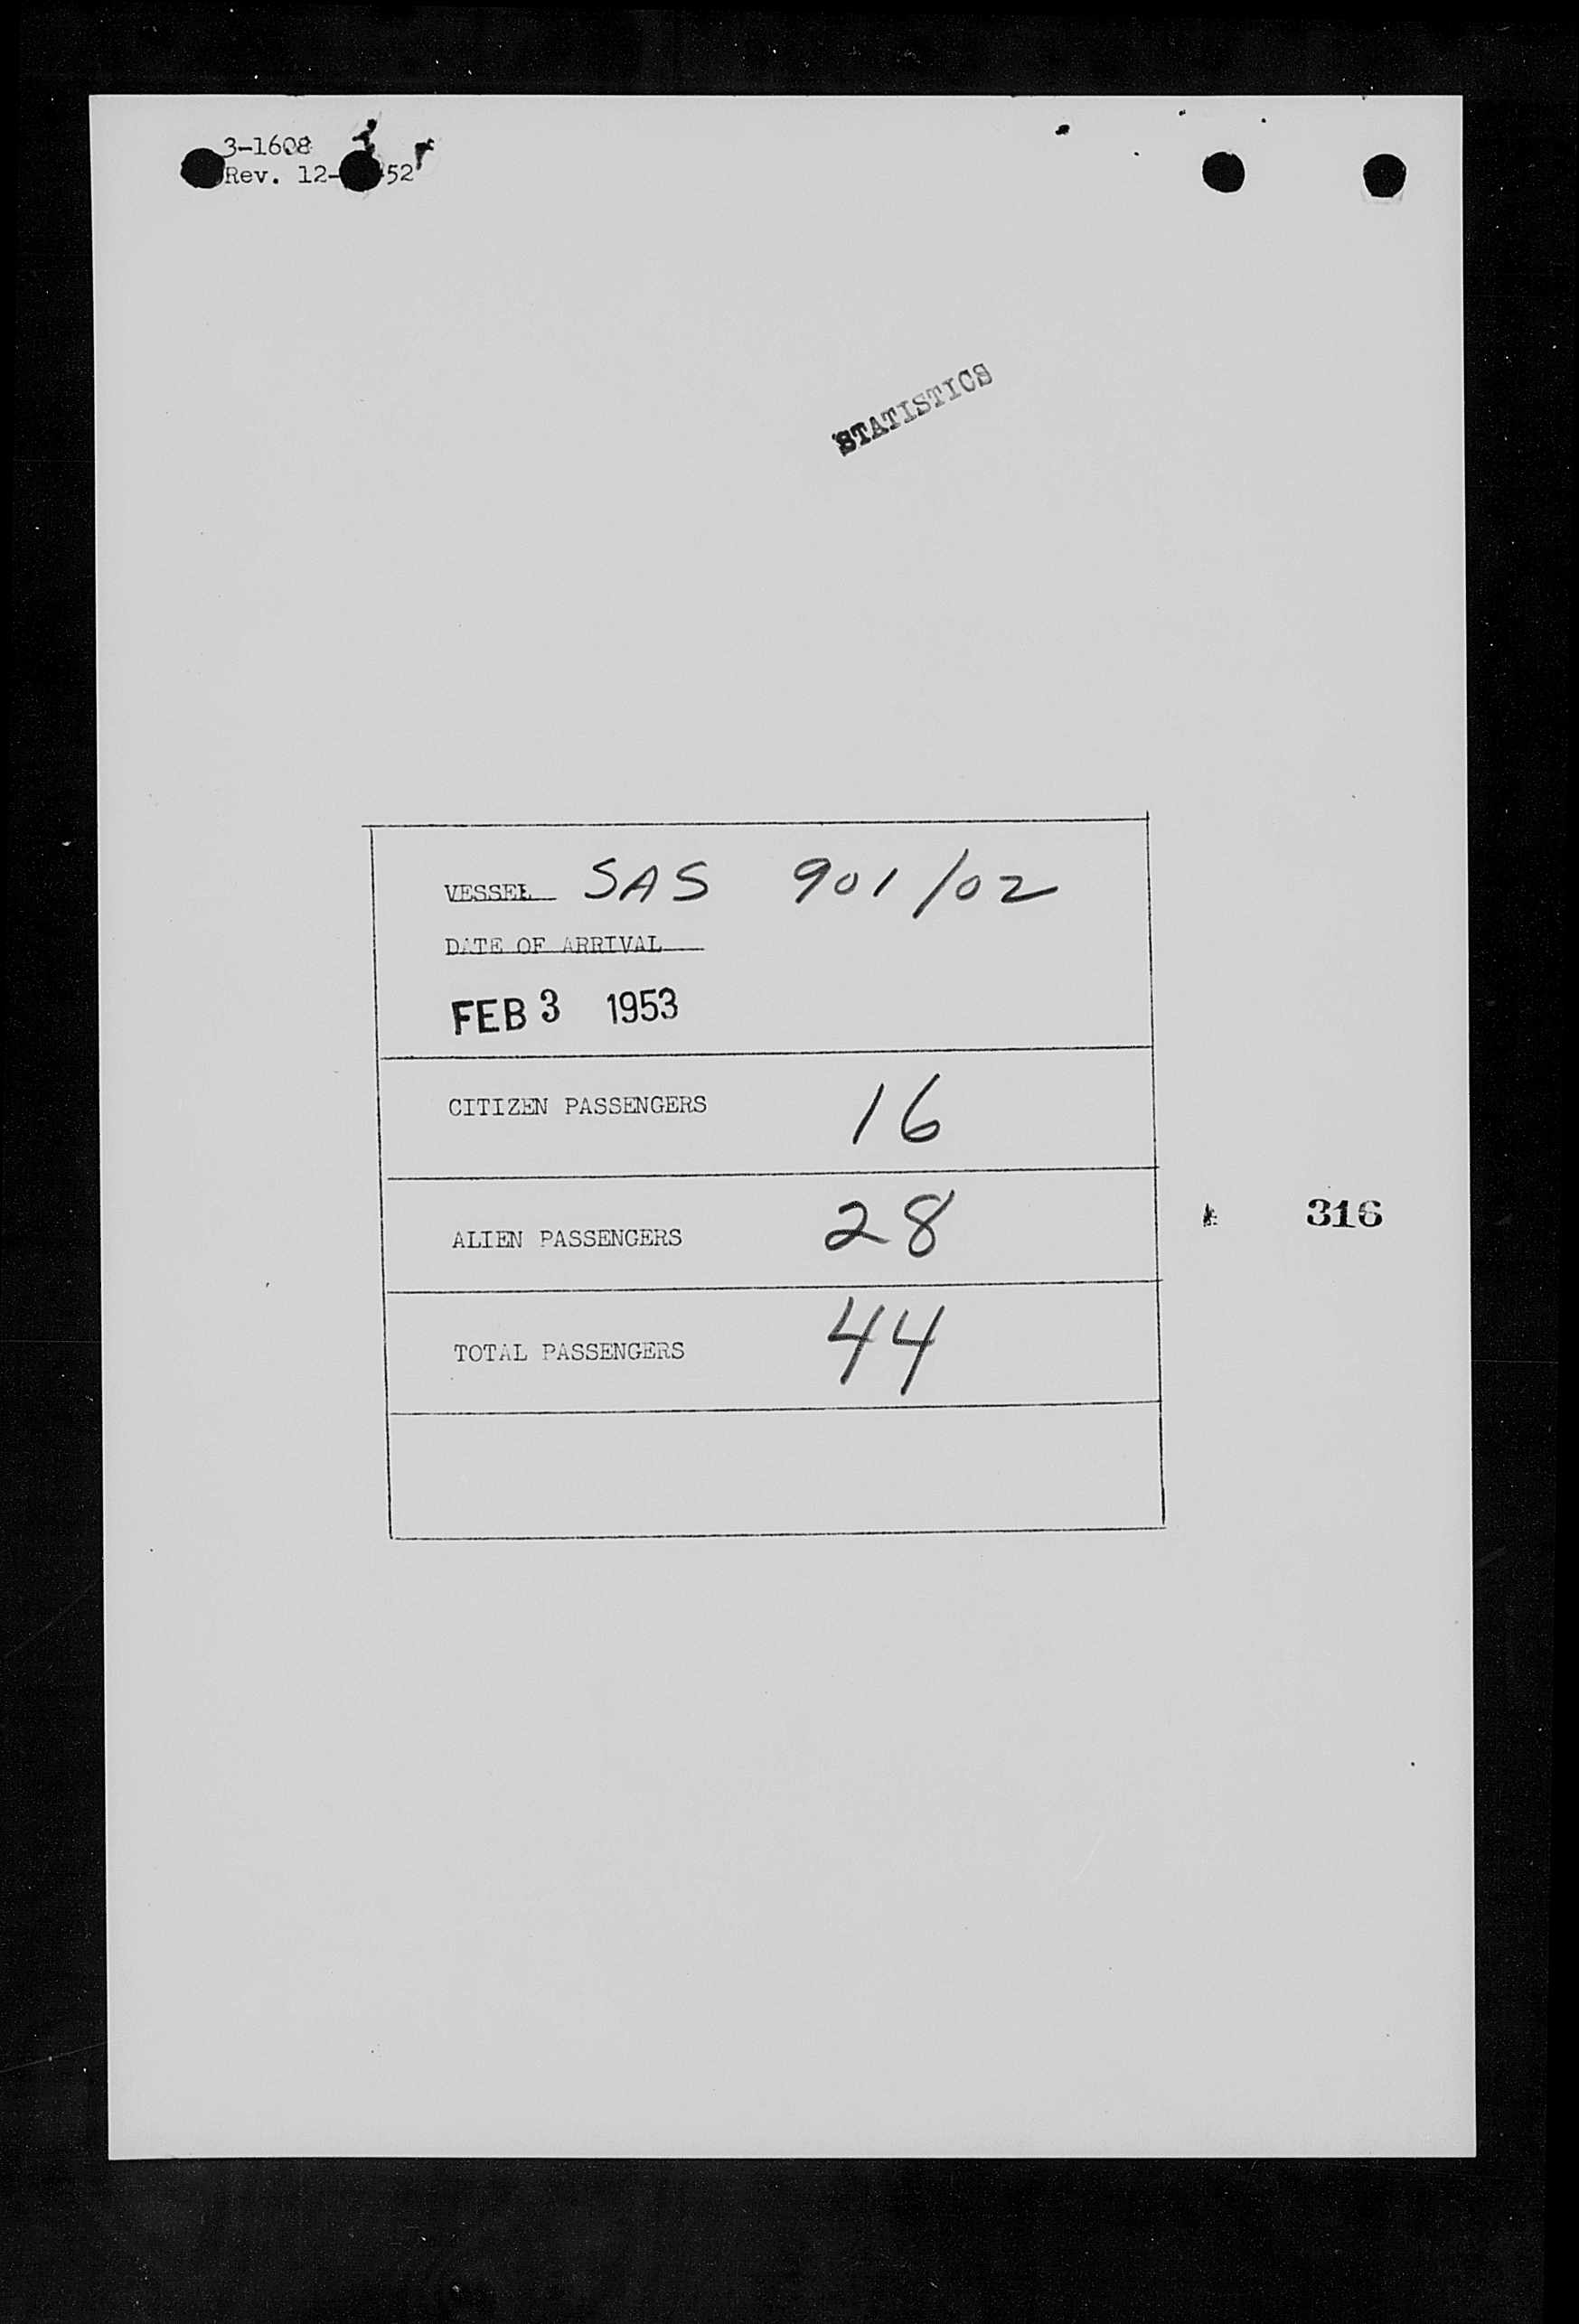 3-1608
Rev. 12- 52
STATISTICS
VESSEL SAS 901/02
DATE OF ARRIVAL
FEB 3 1953
CITIZEN PASSENGERS 16
ALIEN PASSENGERS 28
316
TOTAL PASSENGERS 44